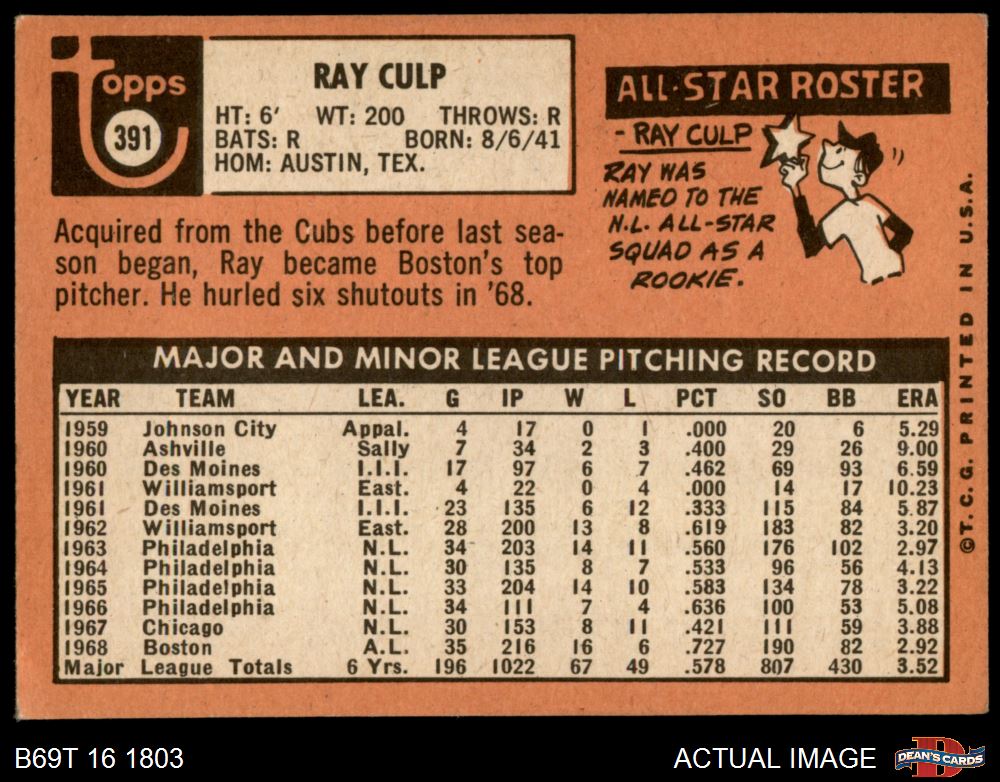 Topps
391
RAY CULP
HT: 6' WT: 200 THROWS: R
BATS: R BORN: 8/6/41
HOM: AUSTIN, TEX.
ALL-STAR ROSTER
- RAY CULP
RAY WAS
NAMED TO THE
N.L. ALL-STAR
SQUAD AS A
ROOKIE.
Acquired from the Cubs before last sea-
son began, Ray became Boston's top
pitcher. He hurled six shutouts in '68.
MAJOR AND MINOR LEAGUE PITCHING RECORD
YEAR TEAM LEA. G IP W L PCT SO BB ERA
1959 Johnson City Appal. 4 17 0 1 .000 20 6 5.29
1960 Ashville Sally 7 34 2 3 .400 29 26 9.00
1960 Des Moines I.I.I. 17 97 6 7 .462 69 93 6.59
1961 Williamsport East. 4 22 0 4 .000 14 17 10.23
1961 Des Moines I.I.I. 23 135 6 12 .333 115 84 5.87
1962 Williamsport East. 28 200 13 8 .619 183 82 3.20
1963 Philadelphia N.L. 34 203 14 11 .560 176 102 2.97
1964 Philadelphia N.L. 30 135 8 7 .533 96 56 4.13
1965 Philadelphia N.L. 33 204 14 10 .583 134 78 3.22
1966 Philadelphia N.L. 34 111 7 4 .636 100 53 5.08
1967 Chicago N.L. 30 153 8 11 .421 111 59 3.88
1968 Boston A.L. 35 216 16 6 .727 190 82 2.92
Major League Totals 6 Yrs. 196 1022 67 49 .578 807 430 3.52
©T.C.G. PRINTED IN U.S.A.
B69T 16 1803
ACTUAL IMAGE
D
DEAN'S CARDS